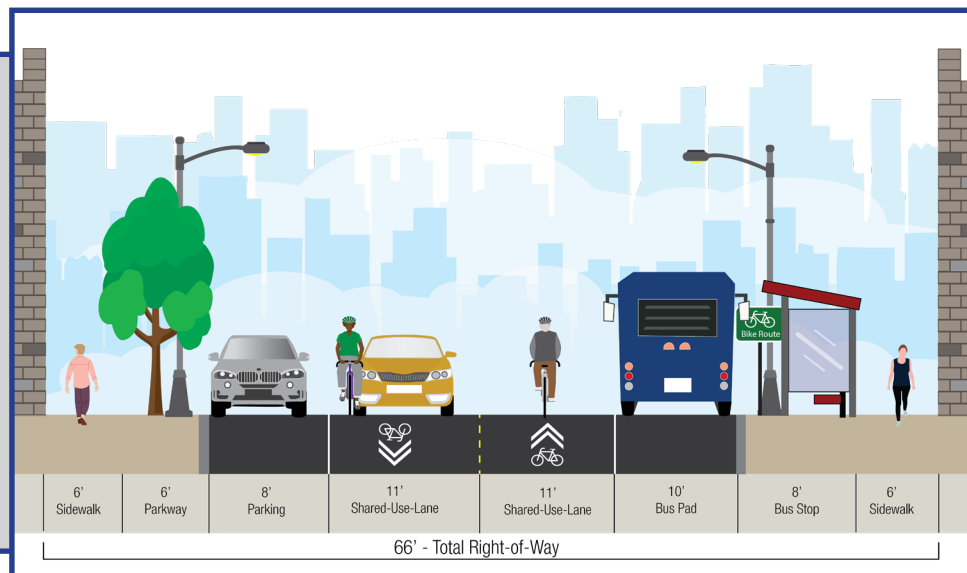 Bike Route
6’
Sidewalk
6’
Parkway
8’
Parking
11’
Shared-Use-Lane
11’
Shared-Use-Lane
10’
Bus Pad
8’
Bus Stop
6’
Sidewalk
66’ - Total Right-of-Way